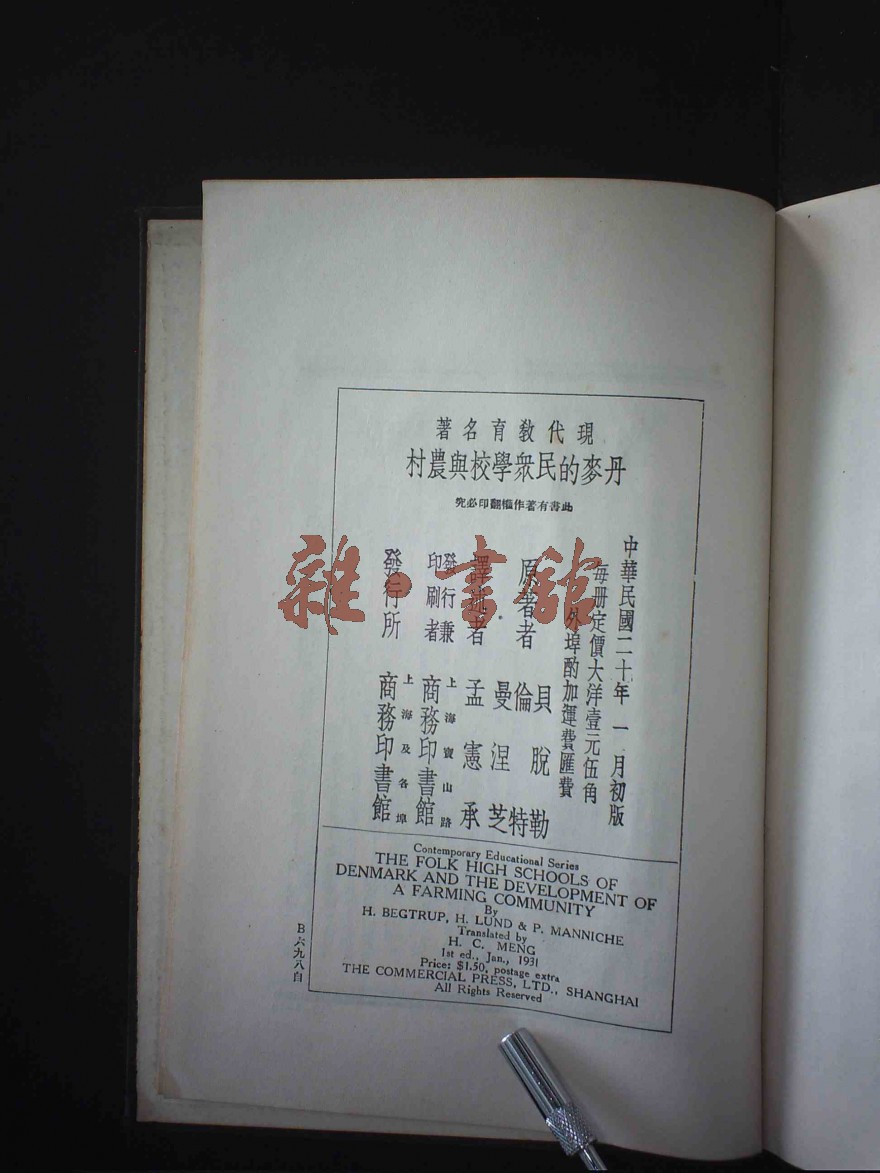 現代敎育名著
丹麥的民衆學校與農村
此書有著作權翻印必究
中華民國二十年一月初版
每册定價大洋壹元伍角
外埠酌加運費匯費
原著者 貝脫勒 倫特 曼涅芝
譯述者 孟憲承
發行兼印刷者 上海寶山路 商務印書館
發行所 上海及各埠 商務印書館
Contemporary Educational Series
THE FOLK HIGH SCHOOLS OF
DENMARK AND THE DEVELOPMENT OF
A FARMING COMMUNITY
By
H. BEGTRUP, H. LUND & P. MANNICHE
Translated by
H. C. MENG
1st ed., Jan., 1931
Price: $1.50, postage extra
THE COMMERCIAL PRESS, LTD., SHANGHAI
All Rights Reserved
B六九八自
雜·書館